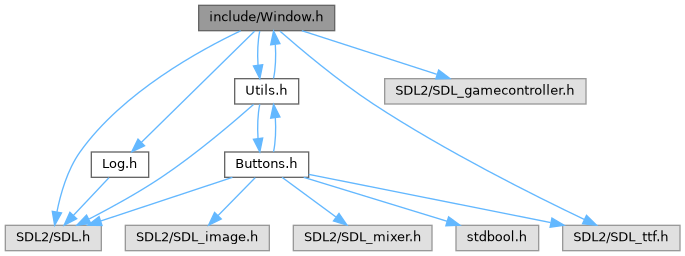 include/Window.h
Utils.h
SDL2/SDL_gamecontroller.h
Log.h
Buttons.h
SDL2/SDL.h
SDL2/SDL_image.h
SDL2/SDL_mixer.h
stdbool.h
SDL2/SDL_ttf.h